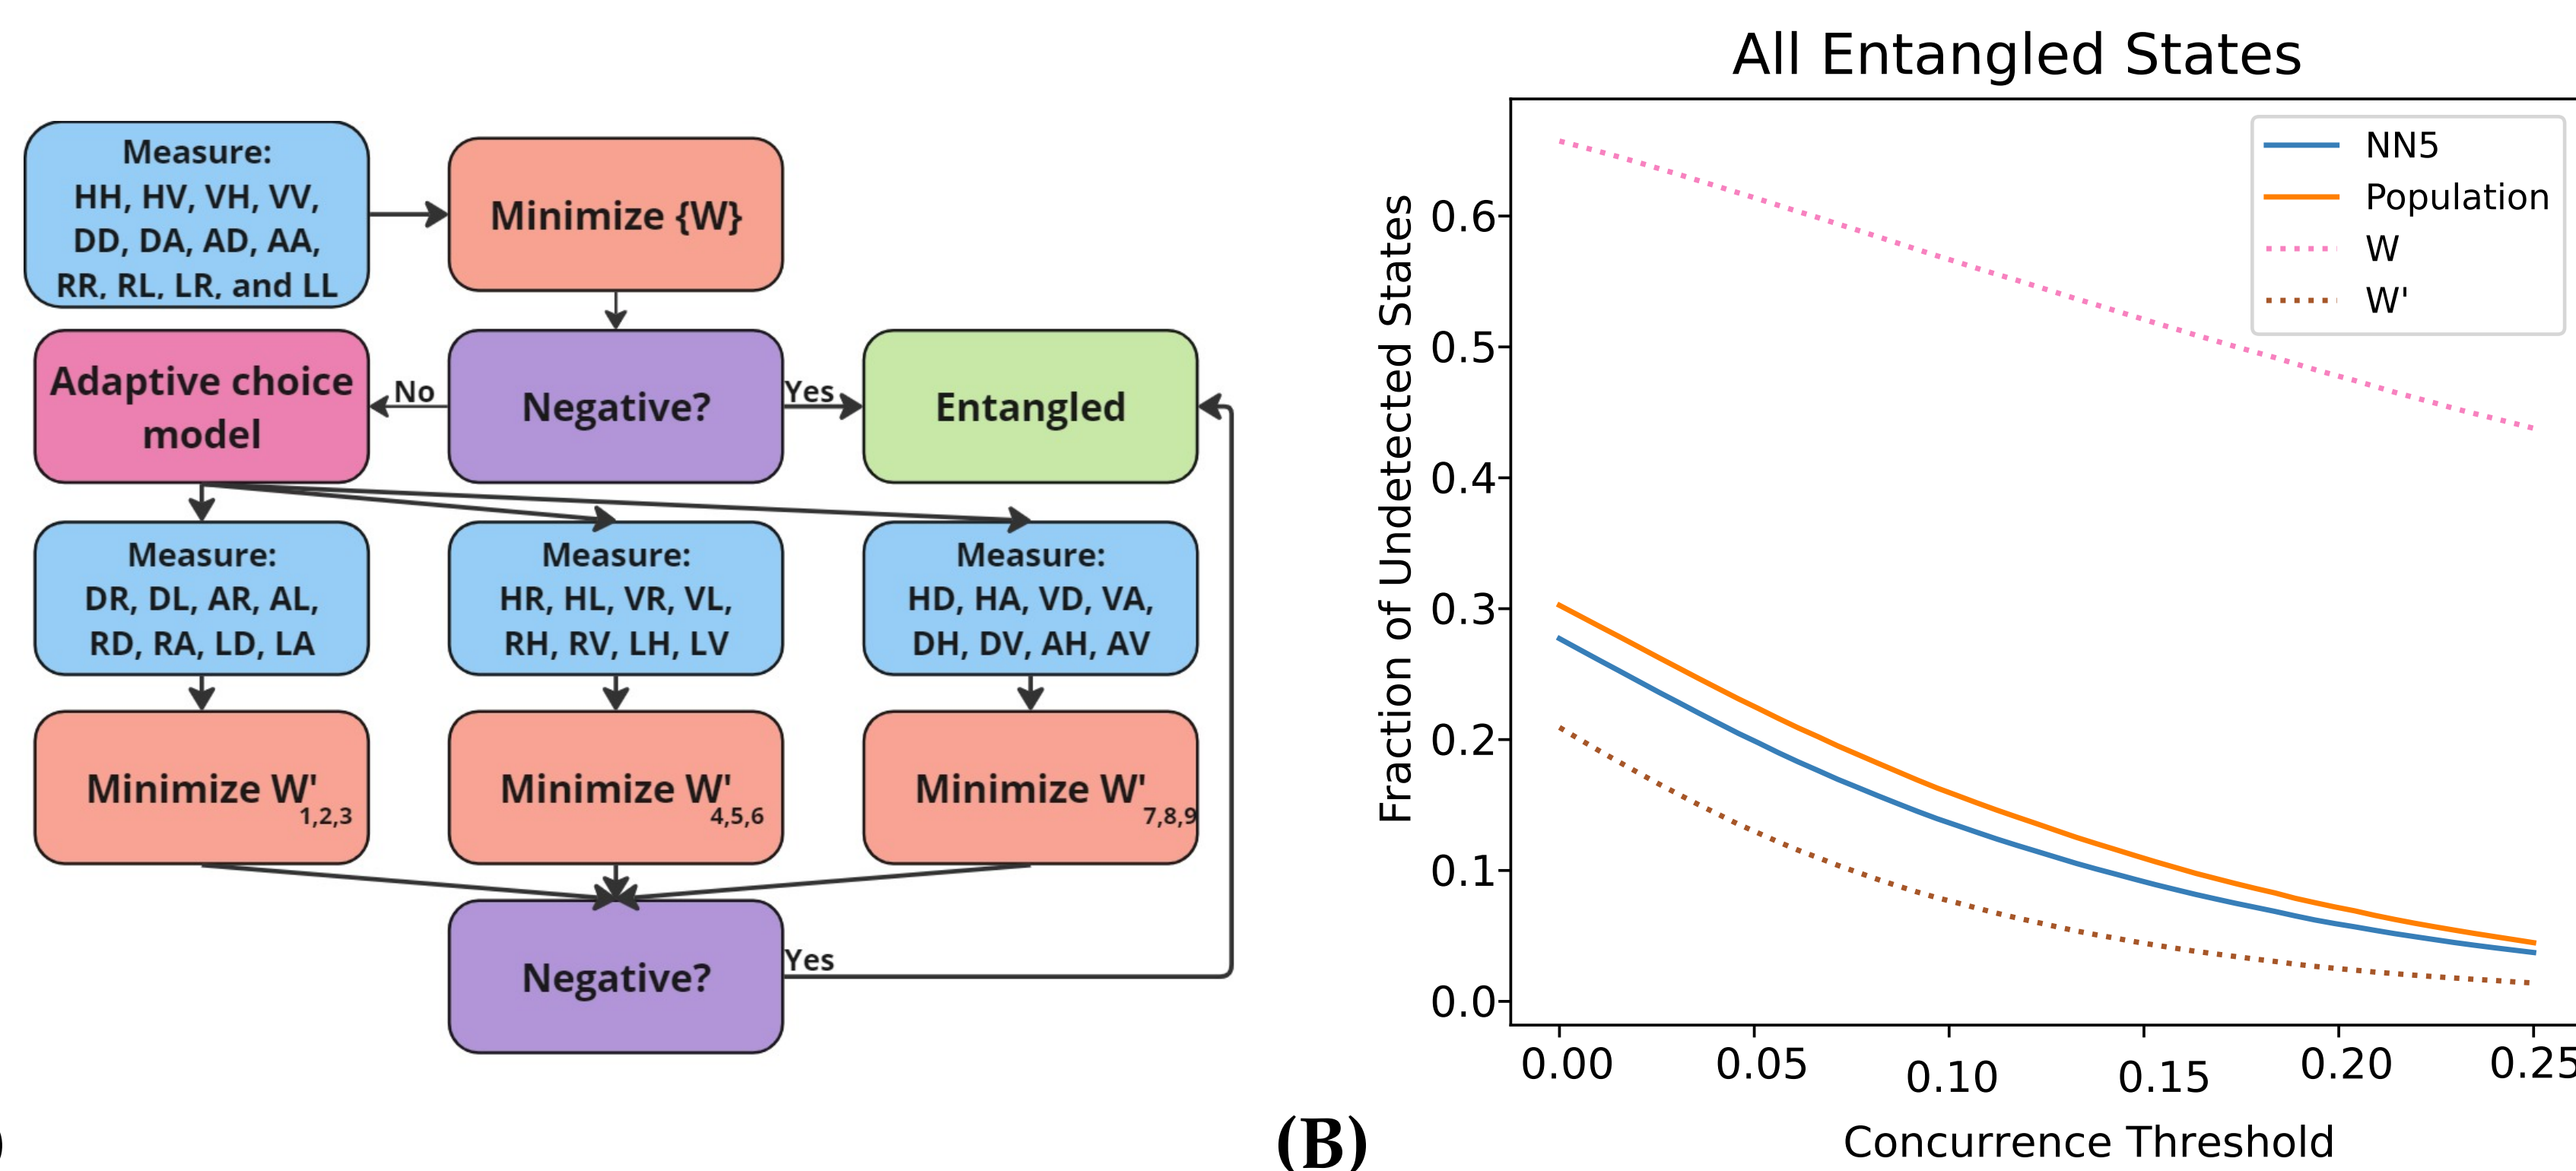 Measure:
HH, HV, VH, VV,
DD, DA, AD, AA,
RR, RL, LR, and LL
Minimize {W}
Adaptive choice
model
No
Negative?
Yes
Entangled
Measure:
DR, DL, AR, AL,
RD, RA, LD, LA
Measure:
HR, HL, VR, VL,
RH, RV, LH, LV
Measure:
HD, HA, VD, VA,
DH, DV, AH, AV
Minimize W'
1,2,3
Minimize W'
4,5,6
Minimize W'
7,8,9
Negative?
Yes
)
(B)
All Entangled States
NN5
Population
W
W'
Fraction of Undetected States
0.6
0.5
0.4
0.3
0.2
0.1
0.0
0.00 0.05 0.10 0.15 0.20 0.25
Concurrence Threshold